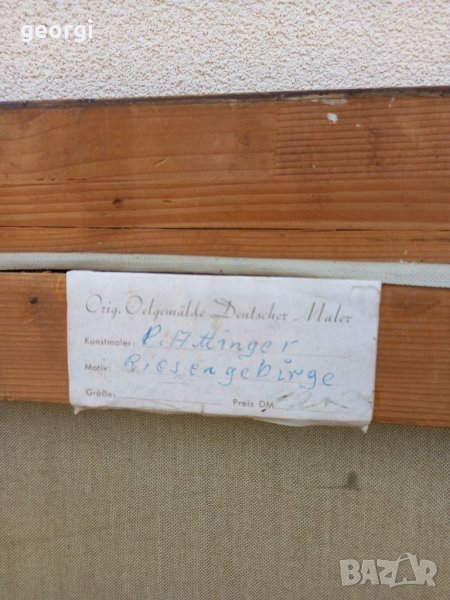 georgi
Orig. Oelgemälde Deutscher Maler
Kunstmaler: P. Attinger
Motiv: Riesengebirge
Größe:
Preis DM
BAZAR